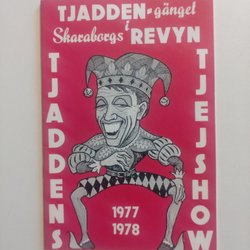 TJADDEN-gänget
i
Skaraborgs REVYN
TJADDENS
TJEJSHOW
1977
1978